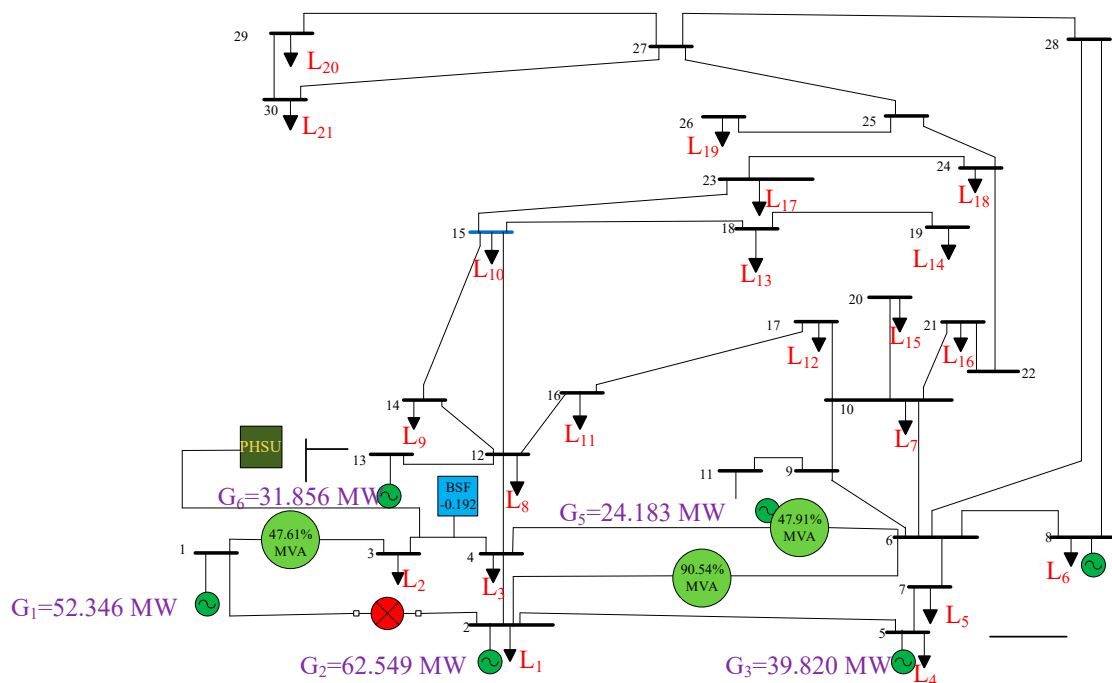 29
L20
27
28
30
L21
26
L19
25
23
L17
24
L18
15
L10
18
L13
19
L14
20
L15
17
L12
21
L16
22
14
L9
16
L11
10
L7
PHSU
13
12
L8
11
9
BSF
-0.192
G6=31.856 MW
G5=24.183 MW
47.61%
MVA
47.91%
MVA
1
3
L2
4
L3
6
8
L6
90.54%
MVA
7
L5
G1=52.346 MW
2
L1
5
L4
G2=62.549 MW
G3=39.820 MW